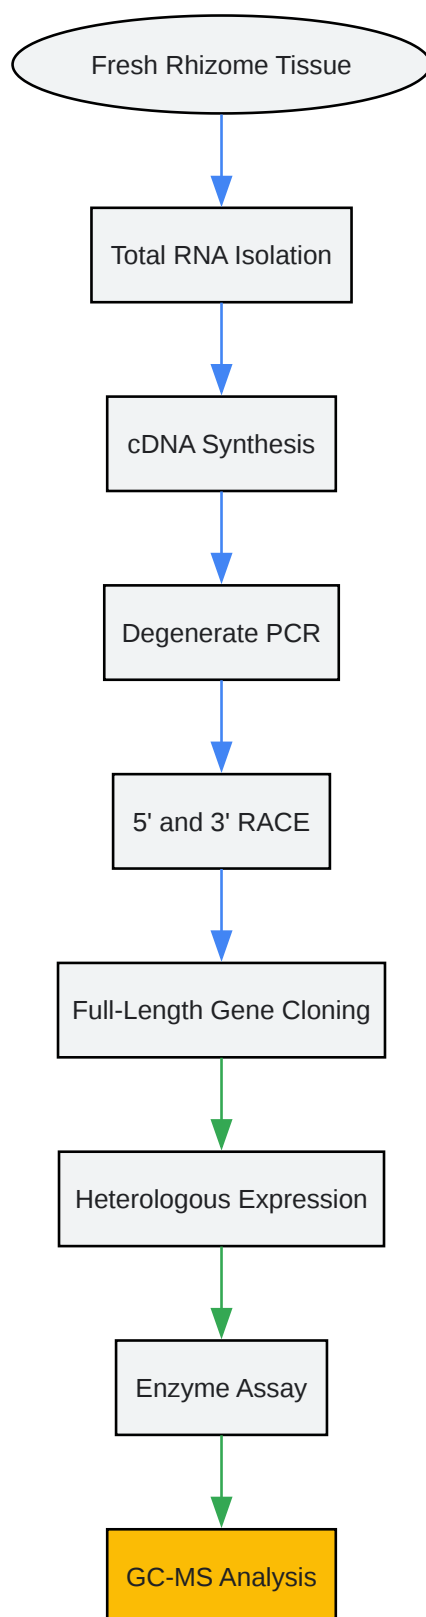 Fresh Rhizome Tissue
Total RNA Isolation
cDNA Synthesis
Degenerate PCR
5' and 3' RACE
Full-Length Gene Cloning
Heterologous Expression
Enzyme Assay
GC-MS Analysis